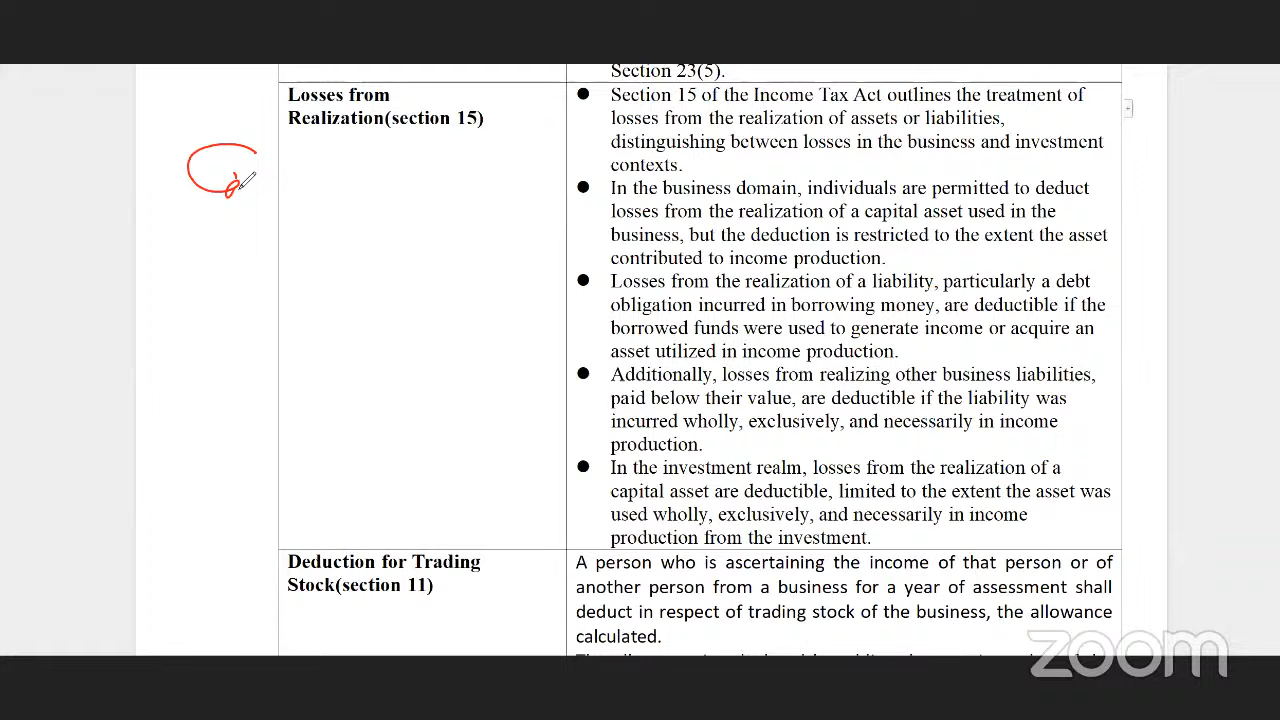 Section 23(5).
Losses from
Realization(section 15)
● Section 15 of the Income Tax Act outlines the treatment of
losses from the realization of assets or liabilities,
distinguishing between losses in the business and investment
contexts.
● In the business domain, individuals are permitted to deduct
losses from the realization of a capital asset used in the
business, but the deduction is restricted to the extent the asset
contributed to income production.
● Losses from the realization of a liability, particularly a debt
obligation incurred in borrowing money, are deductible if the
borrowed funds were used to generate income or acquire an
asset utilized in income production.
● Additionally, losses from realizing other business liabilities,
paid below their value, are deductible if the liability was
incurred wholly, exclusively, and necessarily in income
production.
● In the investment realm, losses from the realization of a
capital asset are deductible, limited to the extent the asset was
used wholly, exclusively, and necessarily in income
production from the investment.
Deduction for Trading
Stock(section 11)
A person who is ascertaining the income of that person or of
another person from a business for a year of assessment shall
deduct in respect of trading stock of the business, the allowance
calculated.
zoom